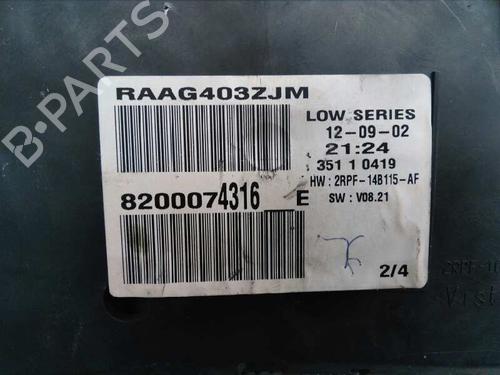 RAAG403ZJM
LOW SERIES
12-09-02
21:24
351 1 0419
HW : 2RPF-14B115-AF
SW : V08.21
8200074316__E
2/4
B-PARTS